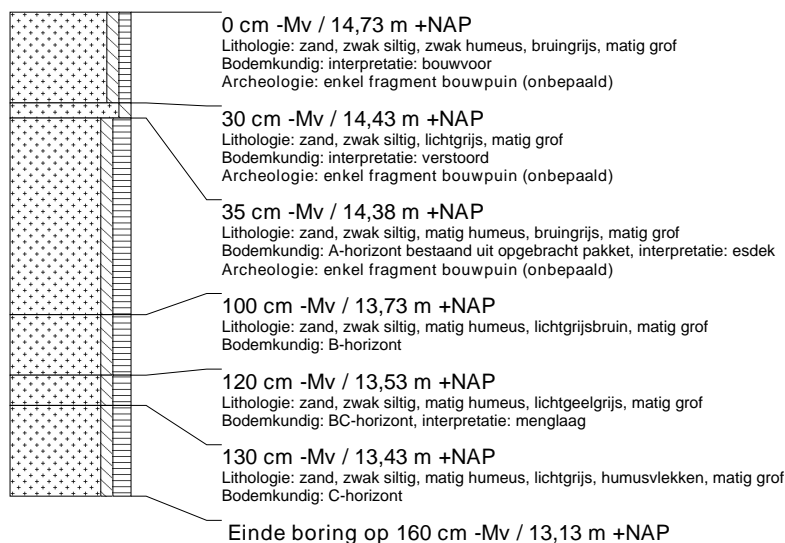 0 cm -Mv / 14,73 m +NAP
Lithologie: zand, zwak siltig, zwak humeus, bruingrijs, matig grof
Bodemkundig: interpretatie: bouwvoor
Archeologie: enkel fragment bouwpuin (onbepaald)
30 cm -Mv / 14,43 m +NAP
Lithologie: zand, zwak siltig, lichtgrijs, matig grof
Bodemkundig: interpretatie: verstoord
Archeologie: enkel fragment bouwpuin (onbepaald)
35 cm -Mv / 14,38 m +NAP
Lithologie: zand, zwak siltig, matig humeus, bruingrijs, matig grof
Bodemkundig: A-horizont bestaand uit opgebracht pakket, interpretatie: esdek
Archeologie: enkel fragment bouwpuin (onbepaald)
100 cm -Mv / 13,73 m +NAP
Lithologie: zand, zwak siltig, matig humeus, lichtgrijsbruin, matig grof
Bodemkundig: B-horizont
120 cm -Mv / 13,53 m +NAP
Lithologie: zand, zwak siltig, matig humeus, lichtgeelgrijs, matig grof
Bodemkundig: BC-horizont, interpretatie: menglaag
130 cm -Mv / 13,43 m +NAP
Lithologie: zand, zwak siltig, matig humeus, lichtgrijs, humusvlekken, matig grof
Bodemkundig: C-horizont
Einde boring op 160 cm -Mv / 13,13 m +NAP